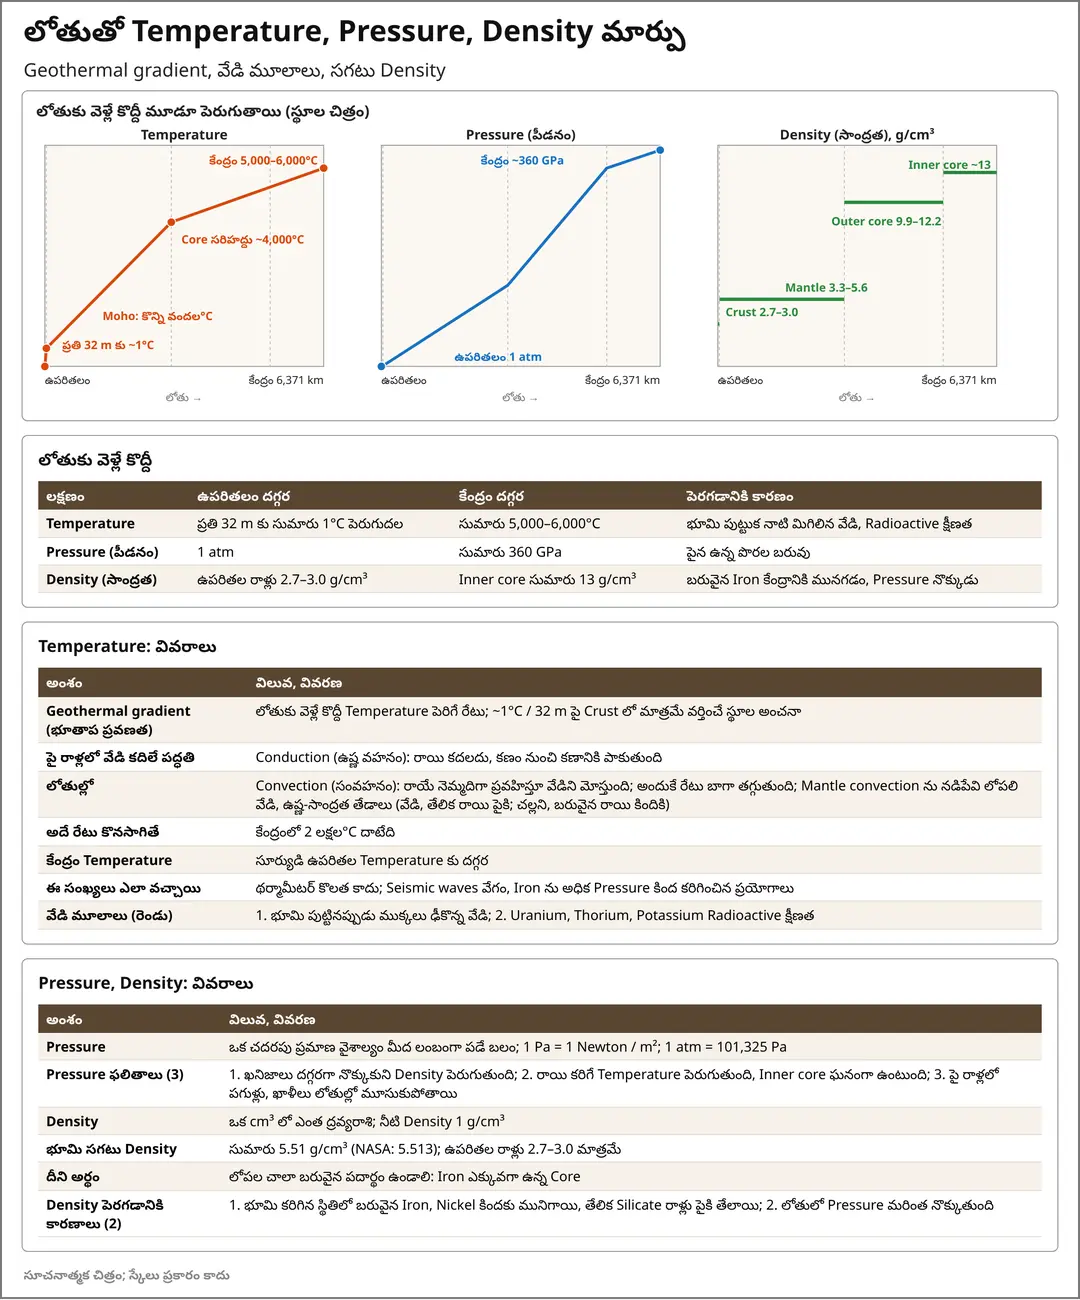 లోతుతో Temperature, Pressure, Density మార్పు
Geothermal gradient, వేడి మూలాలు, సగటు Density
లోతుకు వెళ్లే కొద్దీ మూడూ పెరుగుతాయి (స్థూల చిత్రం)
Temperature
కేంద్రం 5,000–6,000°C
Core సరిహద్దు ~4,000°C
Moho: కొన్ని వందల°C
ప్రతి 32 m కు ~1°C
ఉపరితలం
కేంద్రం 6,371 km
లోతు →
Pressure (పీడనం)
కేంద్రం ~360 GPa
ఉపరితలం 1 atm
ఉపరితలం
కేంద్రం 6,371 km
లోతు →
Density (సాంద్రత), g/cm³
Inner core ~13
Outer core 9.9–12.2
Mantle 3.3–5.6
Crust 2.7–3.0
ఉపరితలం
కేంద్రం 6,371 km
లోతు →
లోతుకు వెళ్లే కొద్దీ
లక్షణం ఉపరితలం దగ్గర కేంద్రం దగ్గర పెరగడానికి కారణం
Temperature ప్రతి 32 m కు సుమారు 1°C పెరుగుదల సుమారు 5,000–6,000°C భూమి పుట్టుక నాటి మిగిలిన వేడి, Radioactive క్షీణత
Pressure (పీడనం) 1 atm సుమారు 360 GPa పైన ఉన్న పొరల బరువు
Density (సాంద్రత) ఉపరితల రాళ్లు 2.7–3.0 g/cm³ Inner core సుమారు 13 g/cm³ బరువైన Iron కేంద్రానికి మునగడం, Pressure నొక్కుడు
Temperature: వివరాలు
అంశం విలువ, వివరణ
Geothermal gradient లోతుకు వెళ్లే కొద్దీ Temperature పెరిగే రేటు; ~1°C / 32 m పై Crust లో మాత్రమే వర్తించే స్థూల అంచనా
(భూతాప ప్రవణత)
పై రాళ్లలో వేడి కదిలే పద్ధతి Conduction (ఉష్ణ వహనం): రాయి కదలదు, కణం నుంచి కణానికి పాకుతుంది
లోతుల్లో Convection (సంవహనం): రాయే నెమ్మదిగా ప్రవహిస్తూ వేడిని మోస్తుంది; అందుకే రేటు బాగా తగ్గుతుంది; Mantle convection ను నడిపేవి లోపలి
వేడి, ఉష్ణ-సాంద్రత తేడాలు (వేడి, తేలిక రాయి పైకి; చల్లని, బరువైన రాయి కిందికి)
అదే రేటు కొనసాగితే కేంద్రంలో 2 లక్షల°C దాటేది
కేంద్రం Temperature సూర్యుడి ఉపరితల Temperature కు దగ్గర
ఈ సంఖ్యలు ఎలా వచ్చాయి థర్మామీటర్ కొలత కాదు; Seismic waves వేగం, Iron ను అధిక Pressure కింద కరిగించిన ప్రయోగాలు
వేడి మూలాలు (రెండు) 1. భూమి పుట్టినప్పుడు ముక్కలు ఢీకొన్న వేడి; 2. Uranium, Thorium, Potassium Radioactive క్షీణత
Pressure, Density: వివరాలు
అంశం విలువ, వివరణ
Pressure ఒక చదరపు ప్రమాణ వైశాల్యం మీద లంబంగా పడే బలం; 1 Pa = 1 Newton / m²; 1 atm = 101,325 Pa
Pressure ఫలితాలు (3) 1. ఖనిజాలు దగ్గరగా నొక్కుకుని Density పెరుగుతుంది; 2. రాయి కరిగే Temperature పెరుగుతుంది, Inner core ఘనంగా ఉంటుంది; 3. పై రాళ్లలో
పగుళ్లు, ఖాళీలు లోతుల్లో మూసుకుపోతాయి
Density ఒక cm³ లో ఎంత ద్రవ్యరాశి; నీటి Density 1 g/cm³
భూమి సగటు Density సుమారు 5.51 g/cm³ (NASA: 5.513); ఉపరితల రాళ్లు 2.7–3.0 మాత్రమే
దీని అర్థం లోపల చాలా బరువైన పదార్థం ఉండాలి: Iron ఎక్కువగా ఉన్న Core
Density పెరగడానికి 1. భూమి కరిగిన స్థితిలో బరువైన Iron, Nickel కిందకు మునిగాయి, తేలిక Silicate రాళ్లు పైకి తేలాయి; 2. లోతులో Pressure మరింత నొక్కుతుంది
కారణాలు (2)
సూచనాత్మక చిత్రం; స్కేలు ప్రకారం కాదు